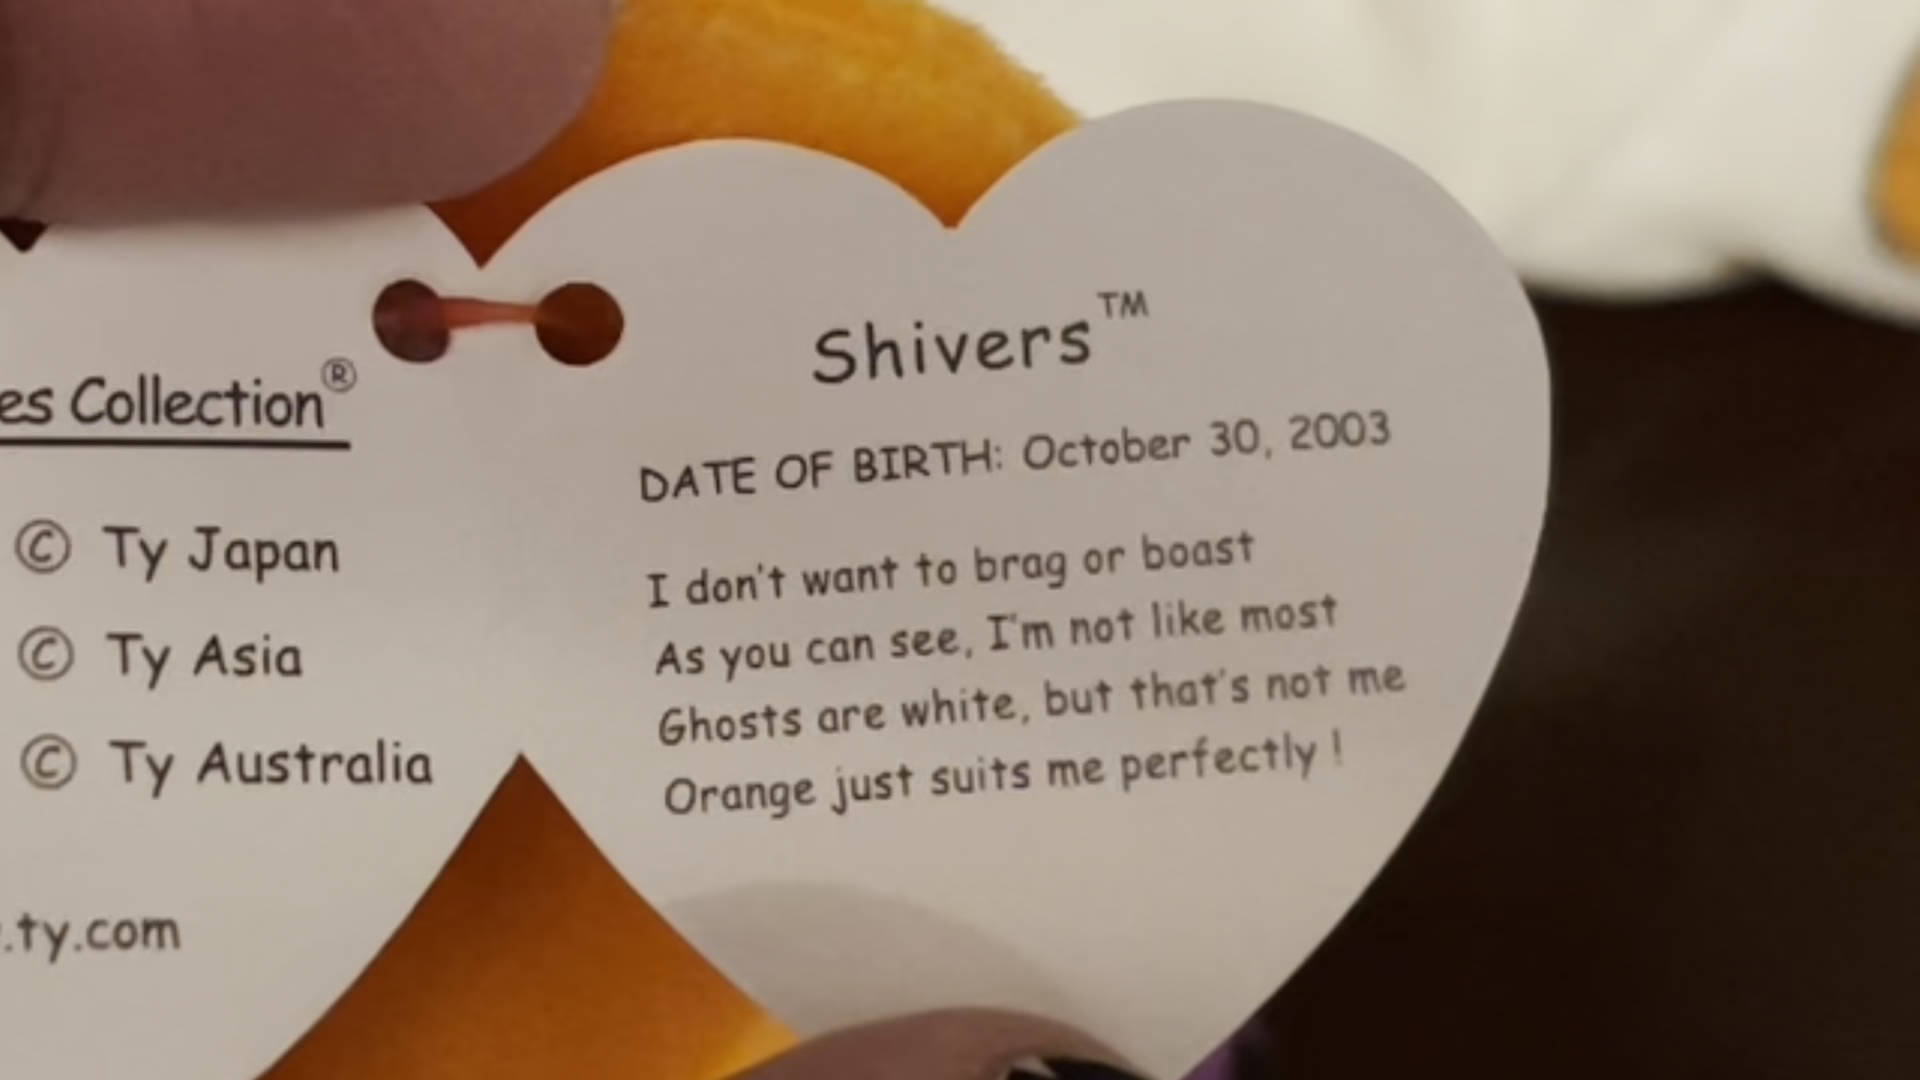 es Collection®
© Ty Japan
© Ty Asia
© Ty Australia
.ty.com
Shivers™
DATE OF BIRTH: October 30, 2003
I don't want to brag or boast
As you can see, I'm not like most
Ghosts are white, but that's not me
Orange just suits me perfectly !